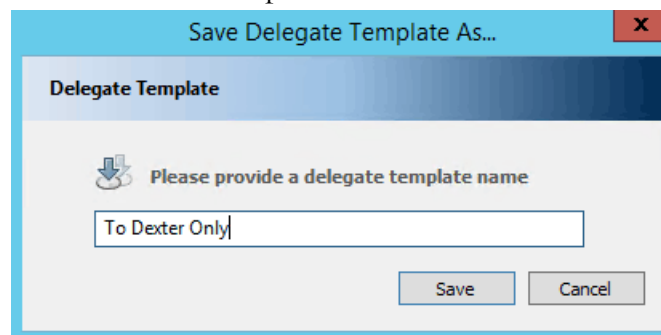 Save Delegate Template As...
x
Delegate Template
Please provide a delegate template name
To Dexter Only
Save Cancel